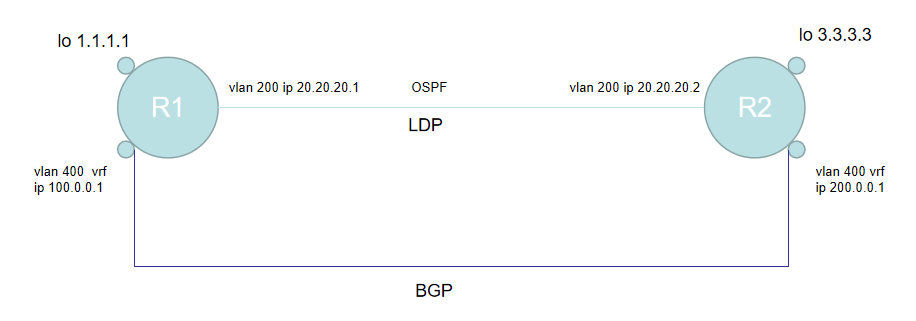 lo 1.1.1.1
lo 3.3.3.3
R1
vlan 200 ip 20.20.20.1
OSPF
vlan 200 ip 20.20.20.2
R2
LDP
vlan 400 vrf
ip 100.0.0.1
vlan 400 vrf
ip 200.0.0.1
BGP